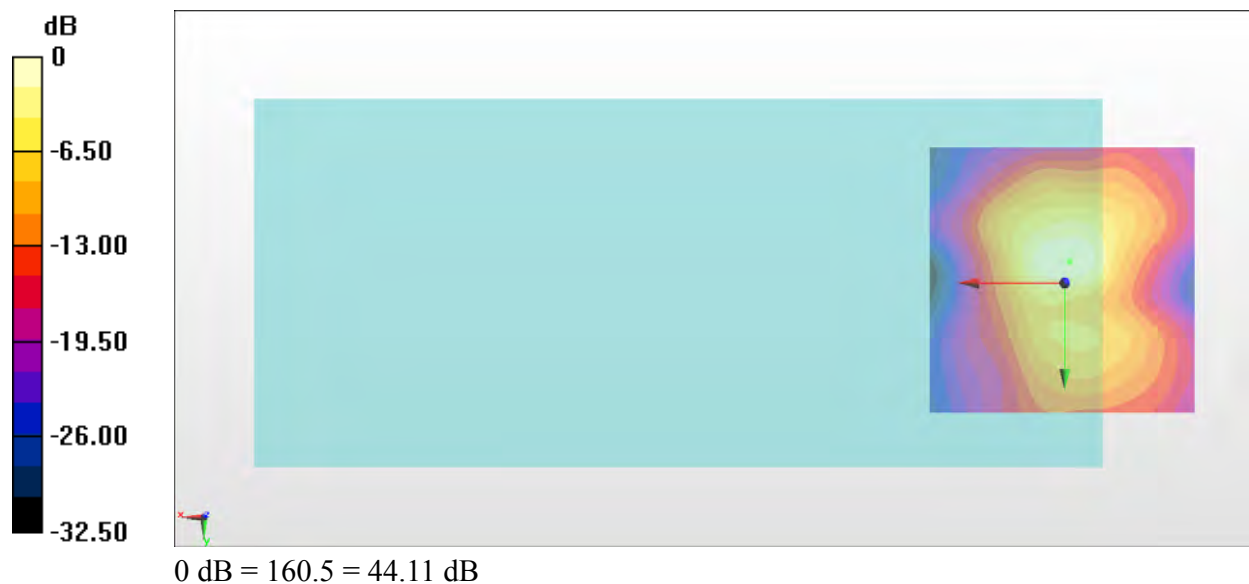 dB
0
-6.50
-13.00
-19.50
-26.00
-32.50
x
z
y
0 dB = 160.5 = 44.11 dB